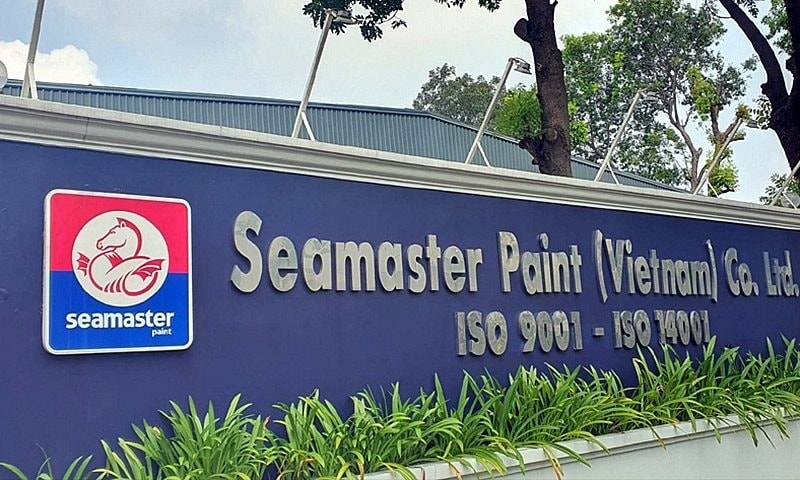 seamaster
paint
Seamaster Paint (Vietnam) Co. Ltd.
ISO 9001 - ISO 14001